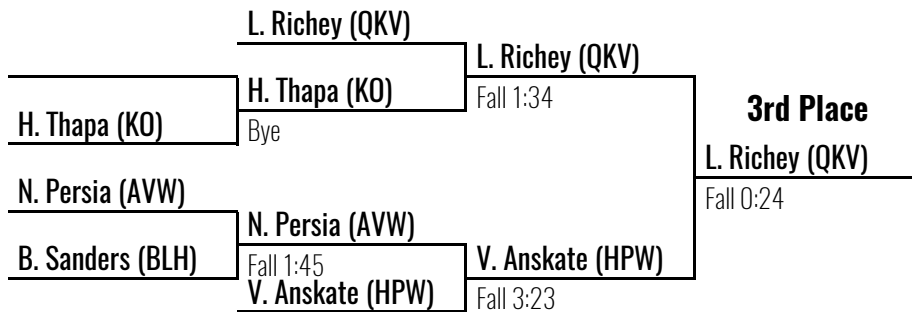 L. Richey (QKV)
L. Richey (QKV)
H. Thapa (KO)
Fall 1:34
3rd Place
H. Thapa (KO)
Bye
L. Richey (QKV)
N. Persia (AVW)
Fall 0:24
N. Persia (AVW)
B. Sanders (BLH)
Fall 1:45
V. Anskate (HPW)
V. Anskate (HPW)
Fall 3:23